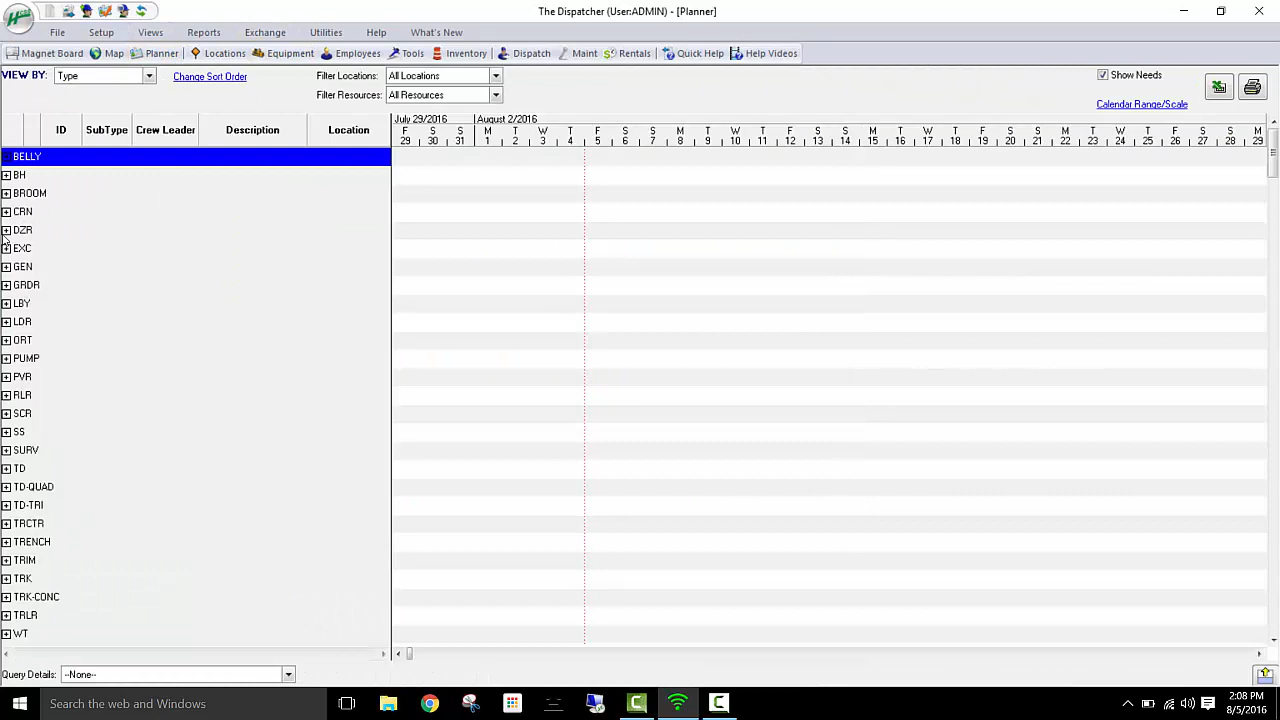 The Dispatcher (User:ADMIN) - [Planner]
File Setup Views Reports Exchange Utilities Help What's New
Magnet Board Map Planner Locations Equipment Employees Tools Inventory Dispatch Maint Rentals Quick Help Help Videos
VIEW BY: Type Change Sort Order Filter Locations: All Locations Show Needs
Filter Resources: All Resources Calendar Range/Scale
July 29/2016 August 2/2016
ID SubType Crew Leader Description Location
F S S M T W T F S S M T W T F S S M T W T F S S M T W T F S S M
29 30 31 1 2 3 4 5 6 7 8 9 10 11 12 13 14 15 16 17 18 19 20 21 22 23 24 25 26 27 28 29
BELLY
BH
BROOM
CRN
DZR
EXC
GEN
GRDR
LBY
LDR
ORT
PUMP
PVR
RLR
SCR
SS
SURV
TD
TD-QUAD
TD-TRI
TRCTR
TRENCH
TRIM
TRK
TRK-CONC
TRLR
WT
Query Details: --None--
Search the web and Windows
2:08 PM
8/5/2016